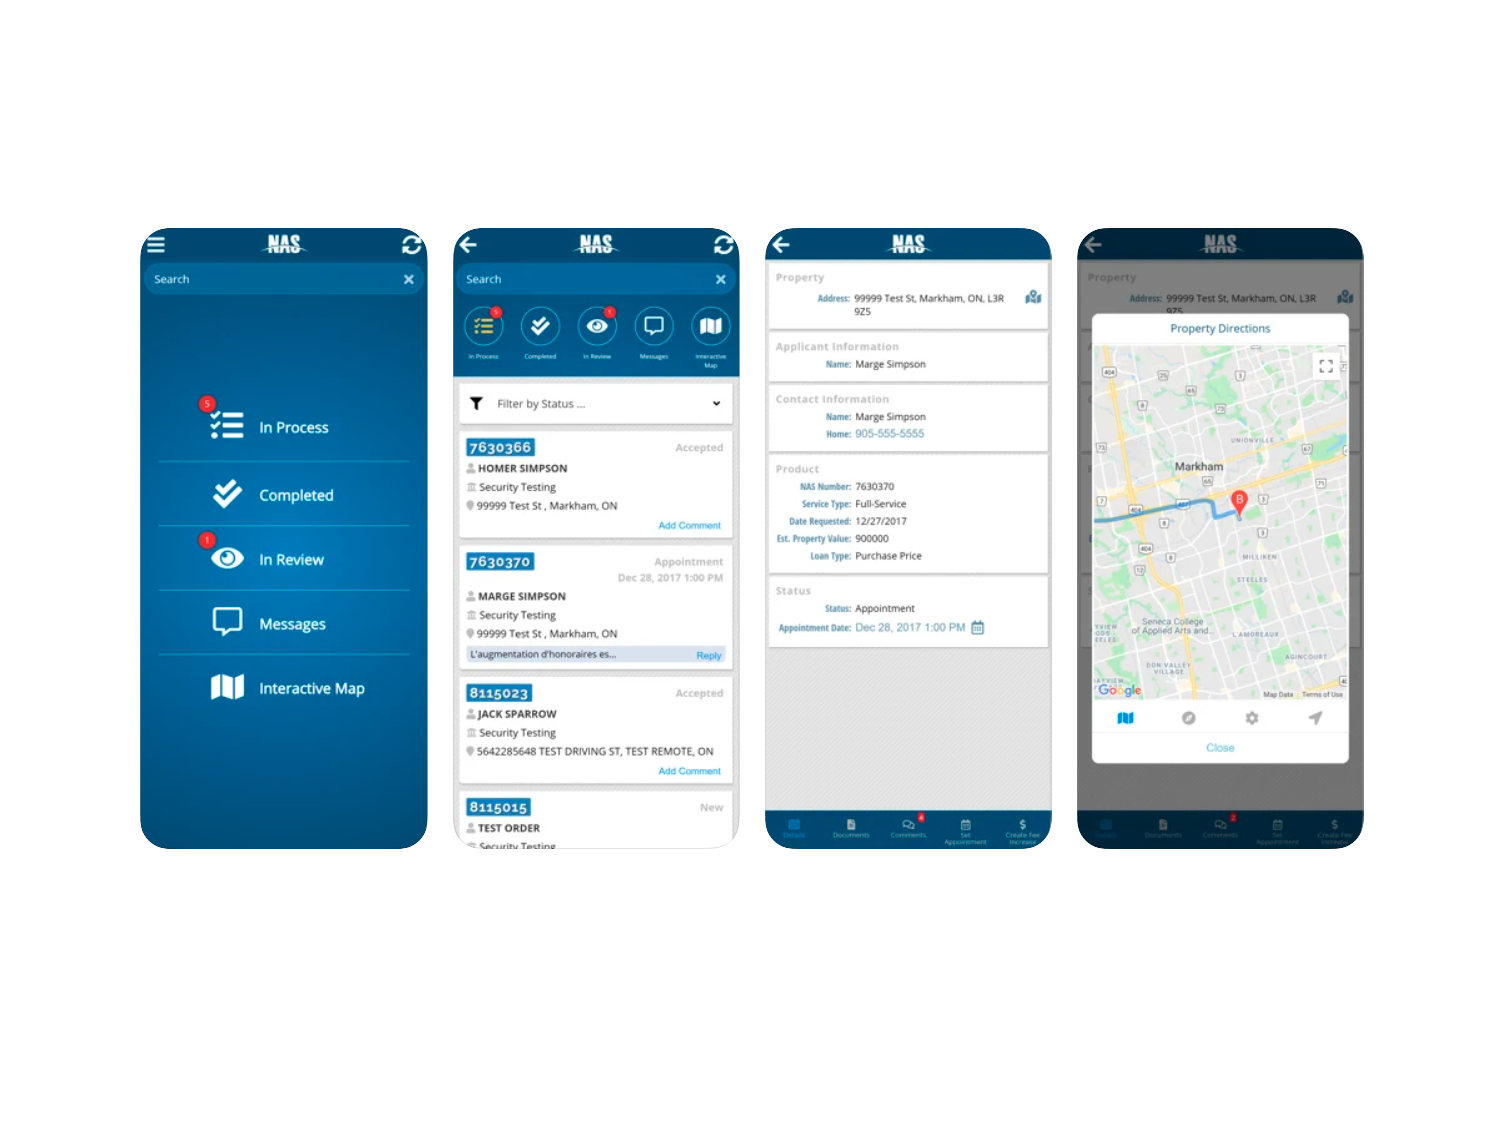 NAS
Search
5
In Process
Completed
1
In Review
Messages
Interactive Map
NAS
Search
5
1
In Process
Completed
In Review
Messages
Interactive
Map
Filter by Status ...
7630366
Accepted
HOMER SIMPSON
Security Testing
99999 Test St , Markham, ON
Add Comment
7630370
Appointment
Dec 28, 2017 1:00 PM
MARGE SIMPSON
Security Testing
99999 Test St , Markham, ON
L'augmentation d'honoraires es...
Reply
8115023
Accepted
JACK SPARROW
Security Testing
5642285648 TEST DRIVING ST, TEST REMOTE, ON
Add Comment
8115015
New
TEST ORDER
Security Testing
NAS
Property
Address: 99999 Test St, Markham, ON, L3R
9Z5
Applicant Information
Name: Marge Simpson
Contact Information
Name: Marge Simpson
Home: 905-555-5555
Product
NAS Number: 7630370
Service Type: Full-Service
Date Requested: 12/27/2017
Est. Property Value: 900000
Loan Type: Purchase Price
Status
Status: Appointment
Appointment Date: Dec 28, 2017 1:00 PM
Details
Documents
Comments
Set
Appointment
Create Fee
Increase
NAS
Property
Address: 99999 Test St, Markham, ON, L3R
9Z5
Property Directions
404
UNIONVILLE
Markham
B
407
404
MILLIKEN
404
STEELES
Seneca College
of Applied Arts and...
L'AMOREAUX
AGINCOURT
DON VALLEY
VILLAGE
Google
Map Data
Terms of Use
Close
Details
Documents
Comments
2
Set
Appointment
Create Fee
Increase